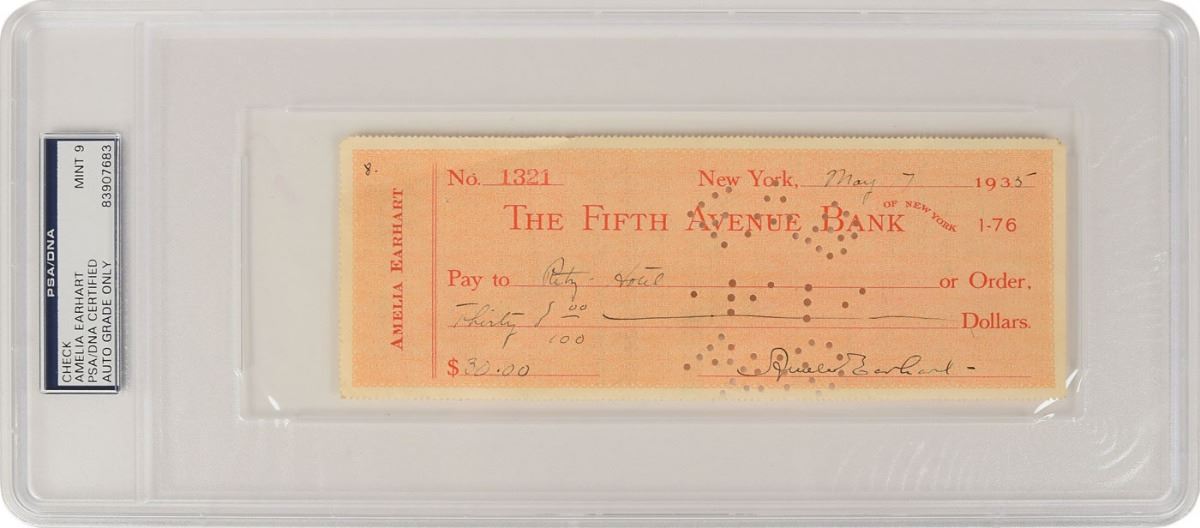 PSA/DNA
CHECK MINT 9
AMELIA EARHART
PSA/DNA CERTIFIED
AUTO GRADE ONLY 83907683
8.
AMELIA EARHART
No. 1321 New York, May 7 1935
THE FIFTH AVENUE BANK OF NEW YORK 1-76
Pay to Ritz - Hotel or Order,
Thirty & 00/100 Dollars.
$30.00 Amelia Earhart -